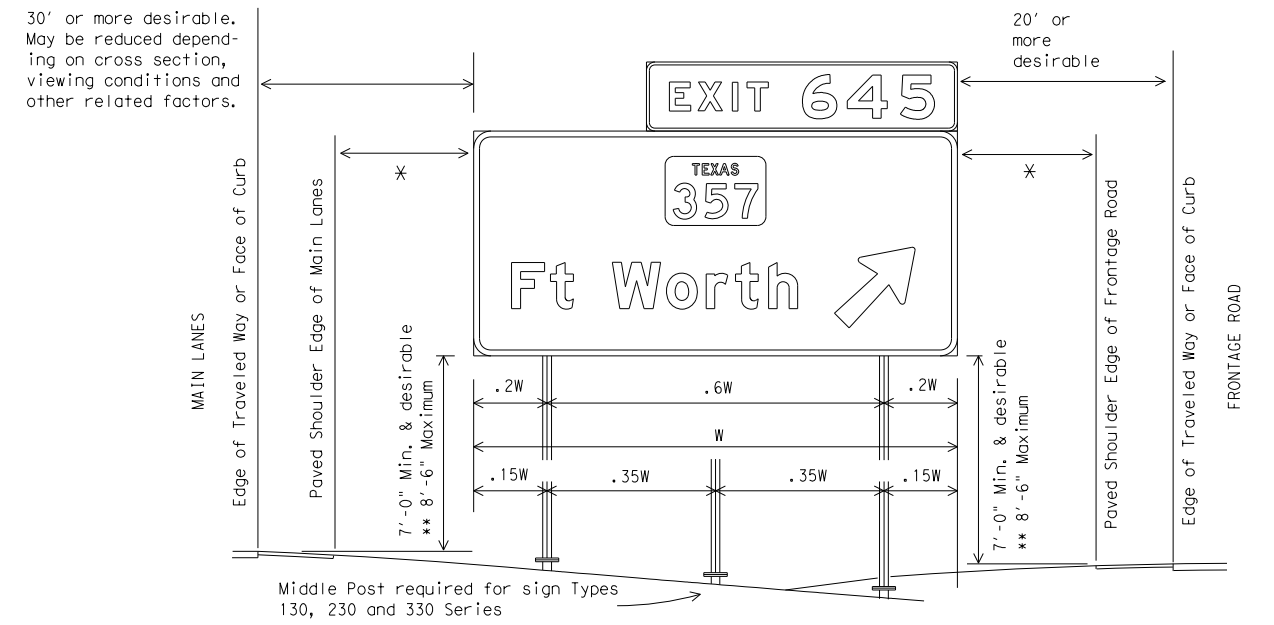 30' or more desirable.
May be reduced depend-
ing on cross section,
viewing conditions and
other related factors.
20' or
more
desirable
EXIT 645
TEXAS
357
Ft Worth
*
*
MAIN LANES
Edge of Traveled Way or Face of Curb
Paved Shoulder Edge of Main Lanes
7'-0" Min. & desirable
** 8'-6" Maximum
.2W
.6W
.2W
W
.15W
.35W
.35W
.15W
7'-0" Min. & desirable
** 8'-6" Maximum
Paved Shoulder Edge of Frontage Road
Edge of Traveled Way or Face of Curb
FRONTAGE ROAD
Middle Post required for sign Types
130, 230 and 330 Series